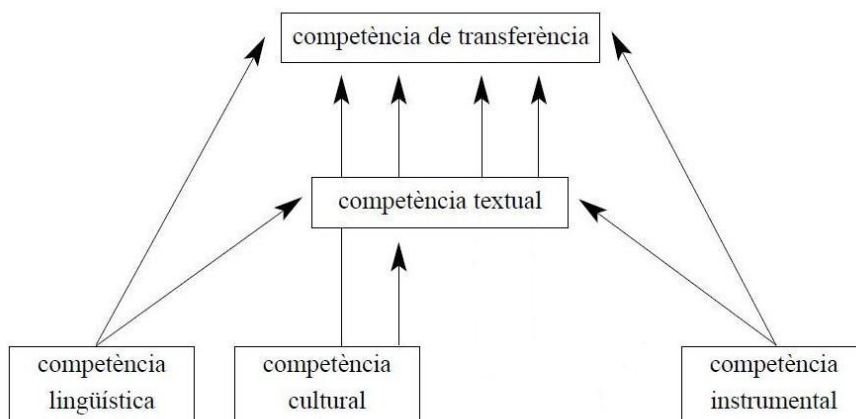 competència de transferència
competència textual
competència
lingüística
competència
cultural
competència
instrumental